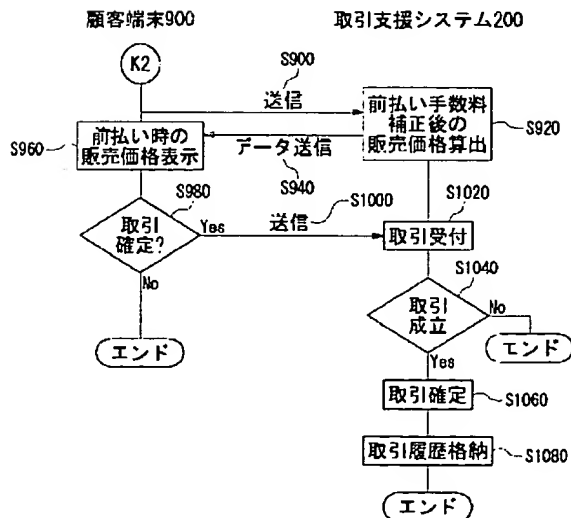 顧客端末900
取引支援システム200
K2
S900
送信
前払い手数料
補正後の
販売価格算出
S920
S960
前払い時の
販売価格表示
データ送信
S940
S980
取引
確定?
Yes
No
エンド
S1000
送信
S1020
取引受付
S1040
取引
成立
No
エンド
Yes
取引確定
S1060
取引履歴格納
S1080
エンド